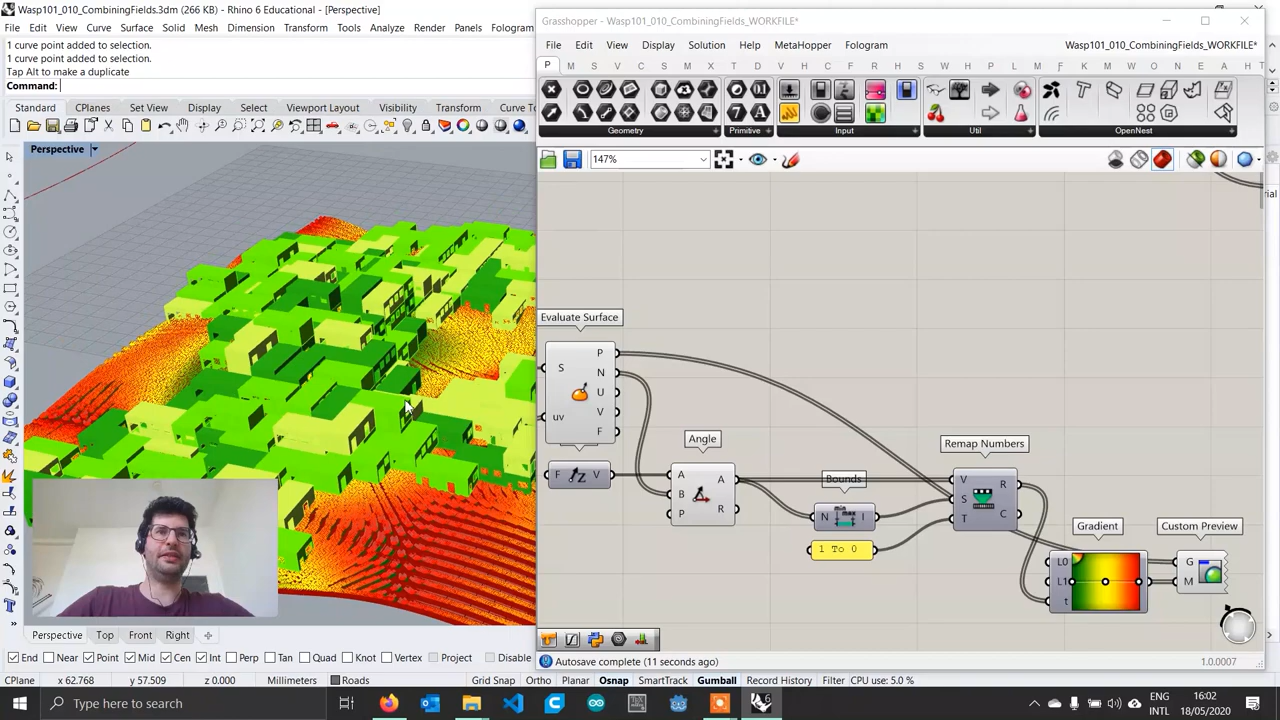 Wasp101_010_CombiningFields.3dm (266 KB) - Rhino 6 Educational - [Perspective]
File Edit View Curve Surface Solid Mesh Dimension Transform Tools Analyze Render Panels Fologram
1 curve point added to selection.
1 curve point added to selection.
Tap Alt to make a duplicate
Command:
Standard CPlanes Set View Display Select Viewport Layout Visibility Transform Curve To
Perspective
Grasshopper - Wasp101_010_CombiningFields_WORKFILE*
File Edit View Display Solution Help MetaHopper Fologram Wasp101_010_CombiningFields_WORKFILE*
P M S V C S M I T D W D L H F K E A T D O E L H T
Geometry Primitive Input Util OpenNest
147%
Evaluate Surface
S P N U V F
uv
F V
Angle
A B P A R
Bounds
N I
1 To 0
Remap Numbers
V S T R C
Gradient
L0 L1 t
Custom Preview
G M
Autosave complete (11 seconds ago) 1.0.0007
Perspective Top Front Right
End Near Point Mid Cen Int Perp Tan Quad Knot Vertex Project Disable
CPlane x 62.768 y 57.509 z 0.000 Millimeters Roads Grid Snap Ortho Planar Osnap SmartTrack Gumball Record History Filter CPU use: 5.0 %
Type here to search
ENG
INTL
16:02
18/05/2020